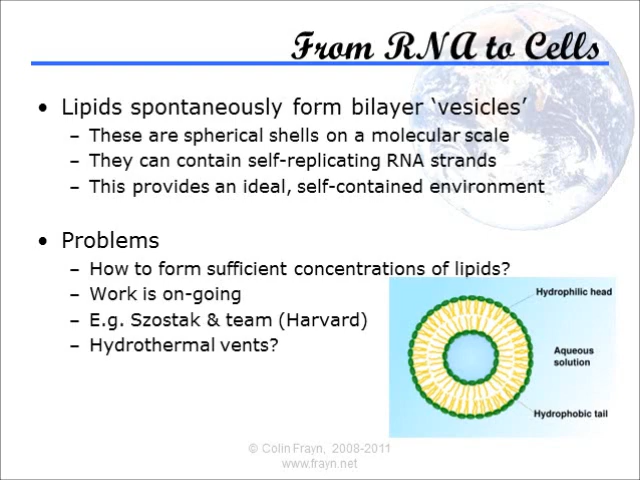 From RNA to Cells
• Lipids spontaneously form bilayer ‘vesicles’
– These are spherical shells on a molecular scale
– They can contain self-replicating RNA strands
– This provides an ideal, self-contained environment
• Problems
– How to form sufficient concentrations of lipids?
– Work is on-going
– E.g. Szostak & team (Harvard)
– Hydrothermal vents?
Hydrophilic head
Aqueous
solution
Hydrophobic tail
© Colin Frayn, 2008-2011
www.frayn.net